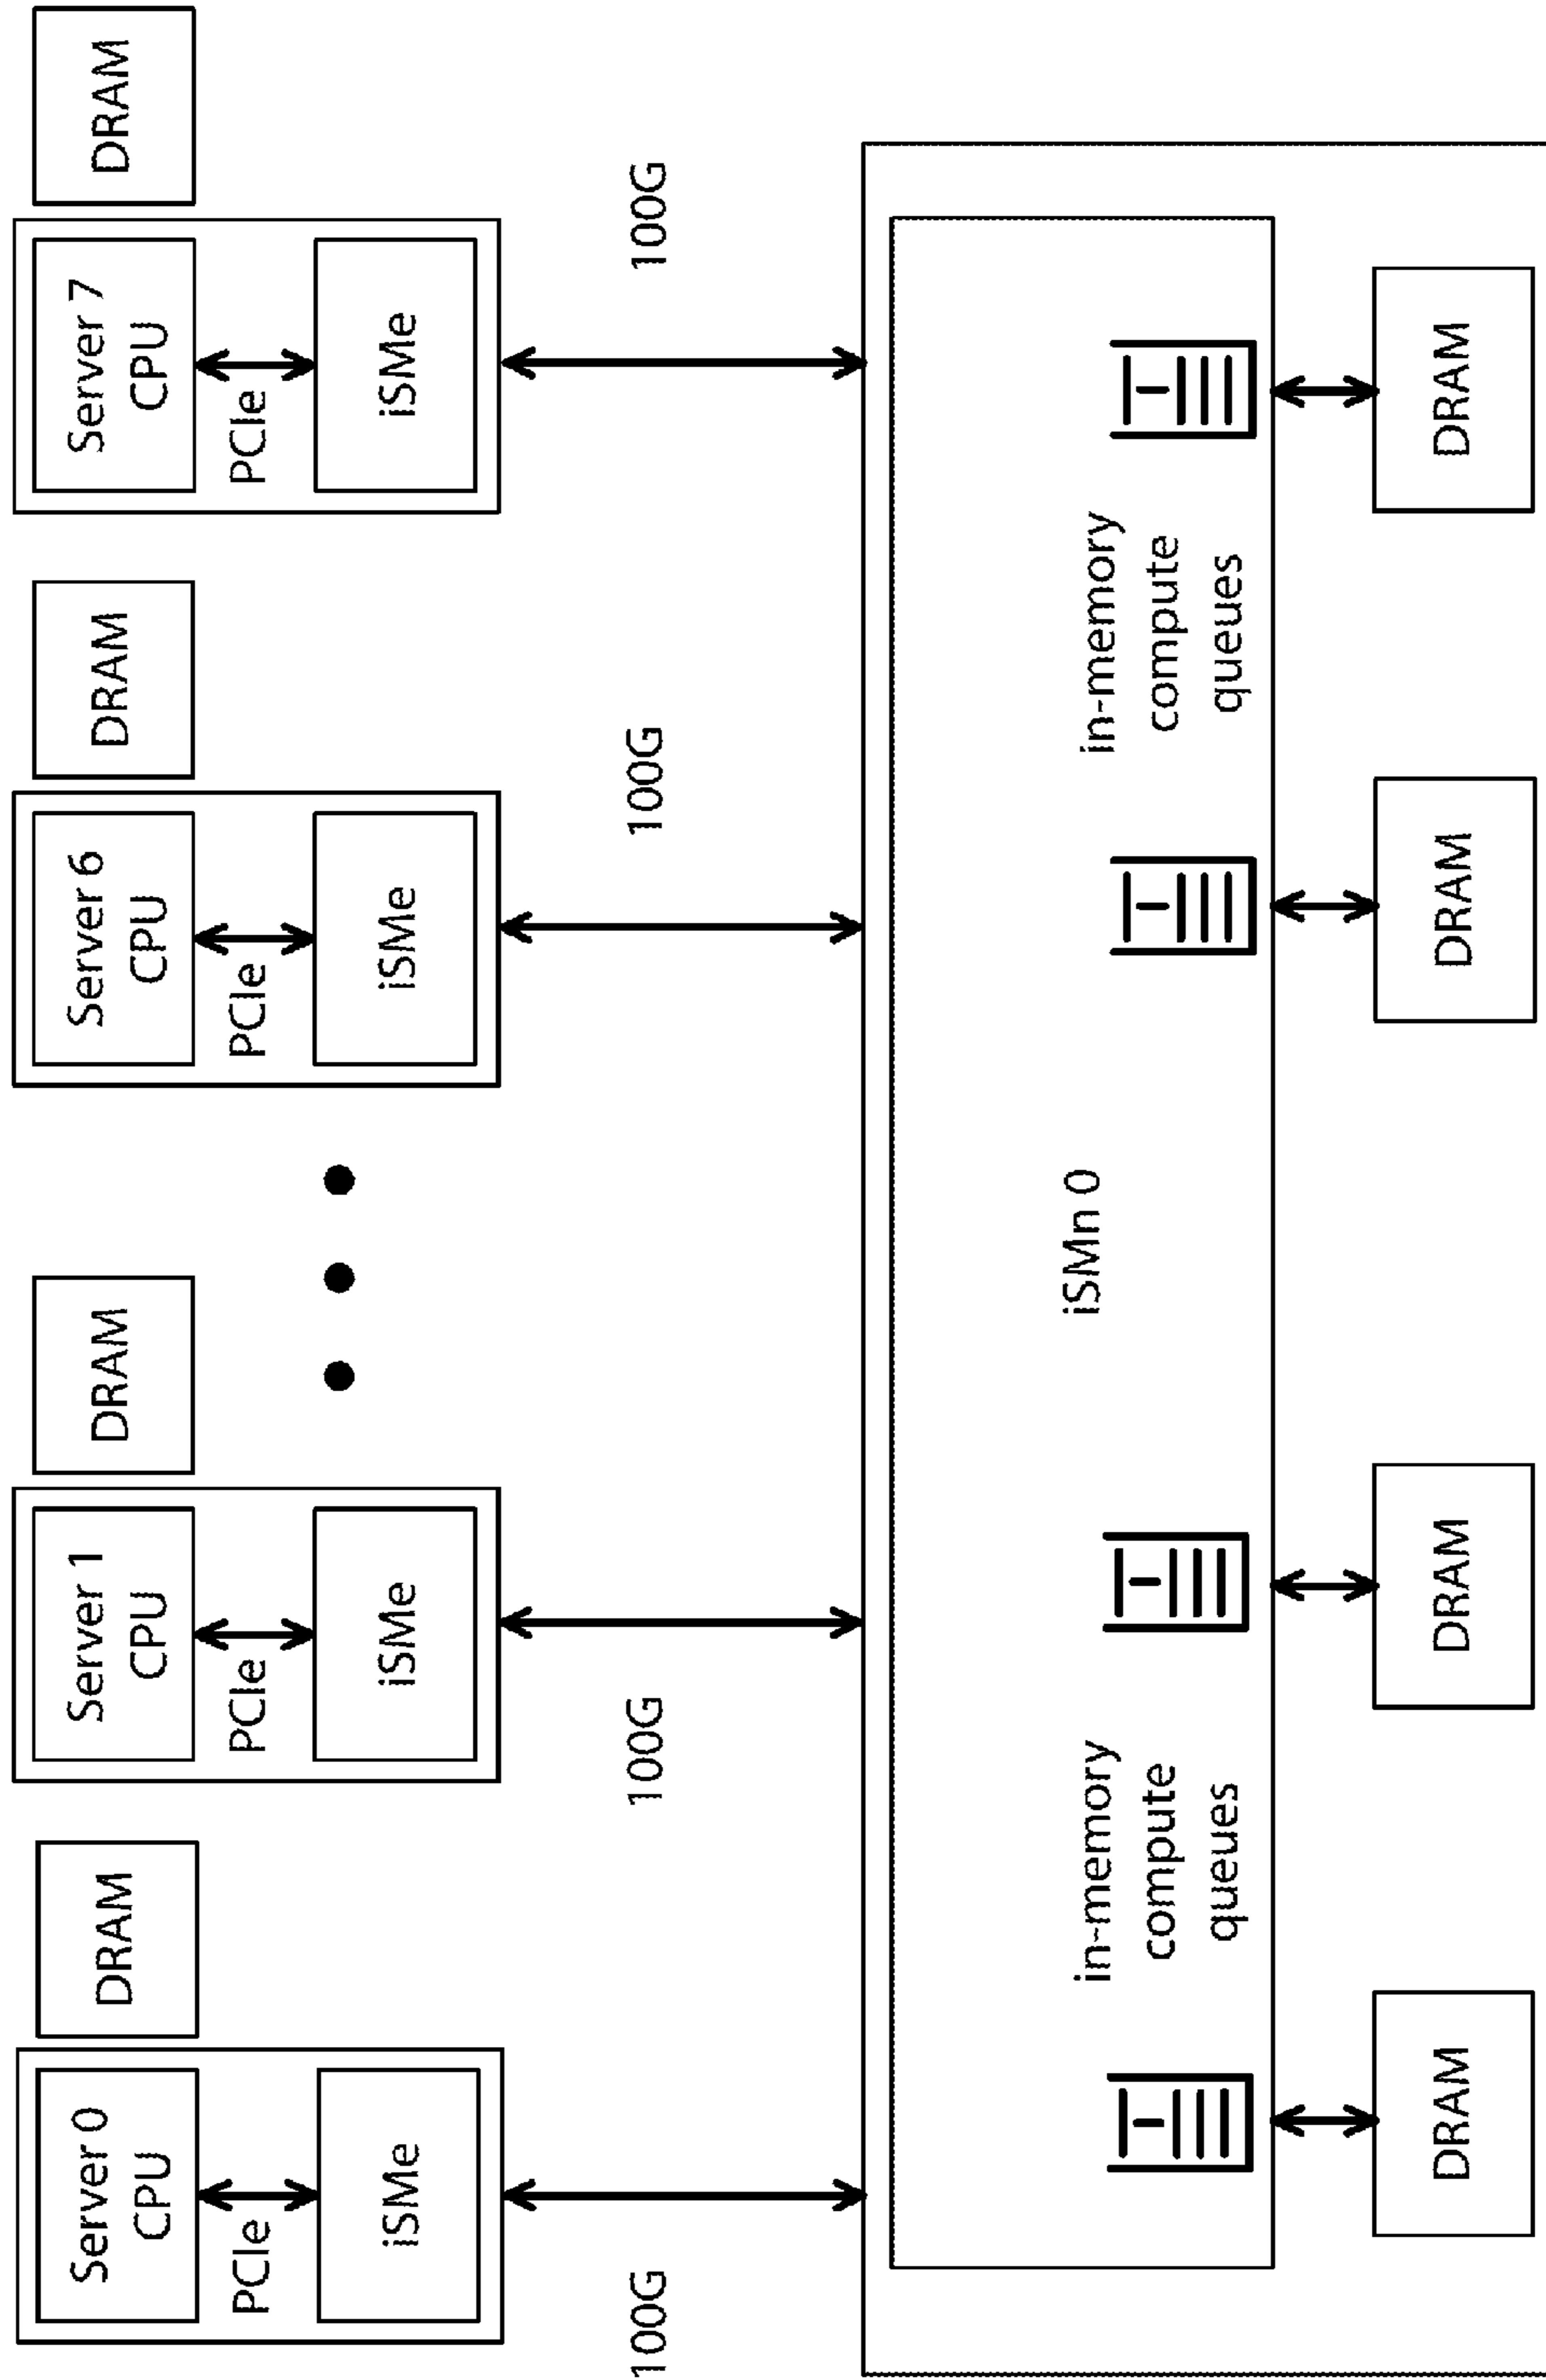 Server 0
CPU
PCIe
iSMe
DRAM
100G
Server 1
CPU
PCIe
iSMe
DRAM
100G
Server 6
CPU
PCIe
iSMe
DRAM
100G
Server 7
CPU
PCIe
iSMe
DRAM
100G
iSMn 0
in-memory
compute
queues
in-memory
compute
queues
DRAM
DRAM
DRAM
DRAM